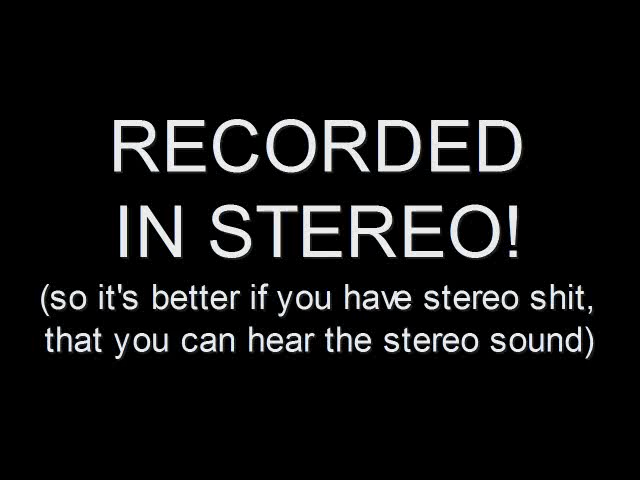 RECORDED
IN STEREO!
(so it's better if you have stereo shit,
that you can hear the stereo sound)